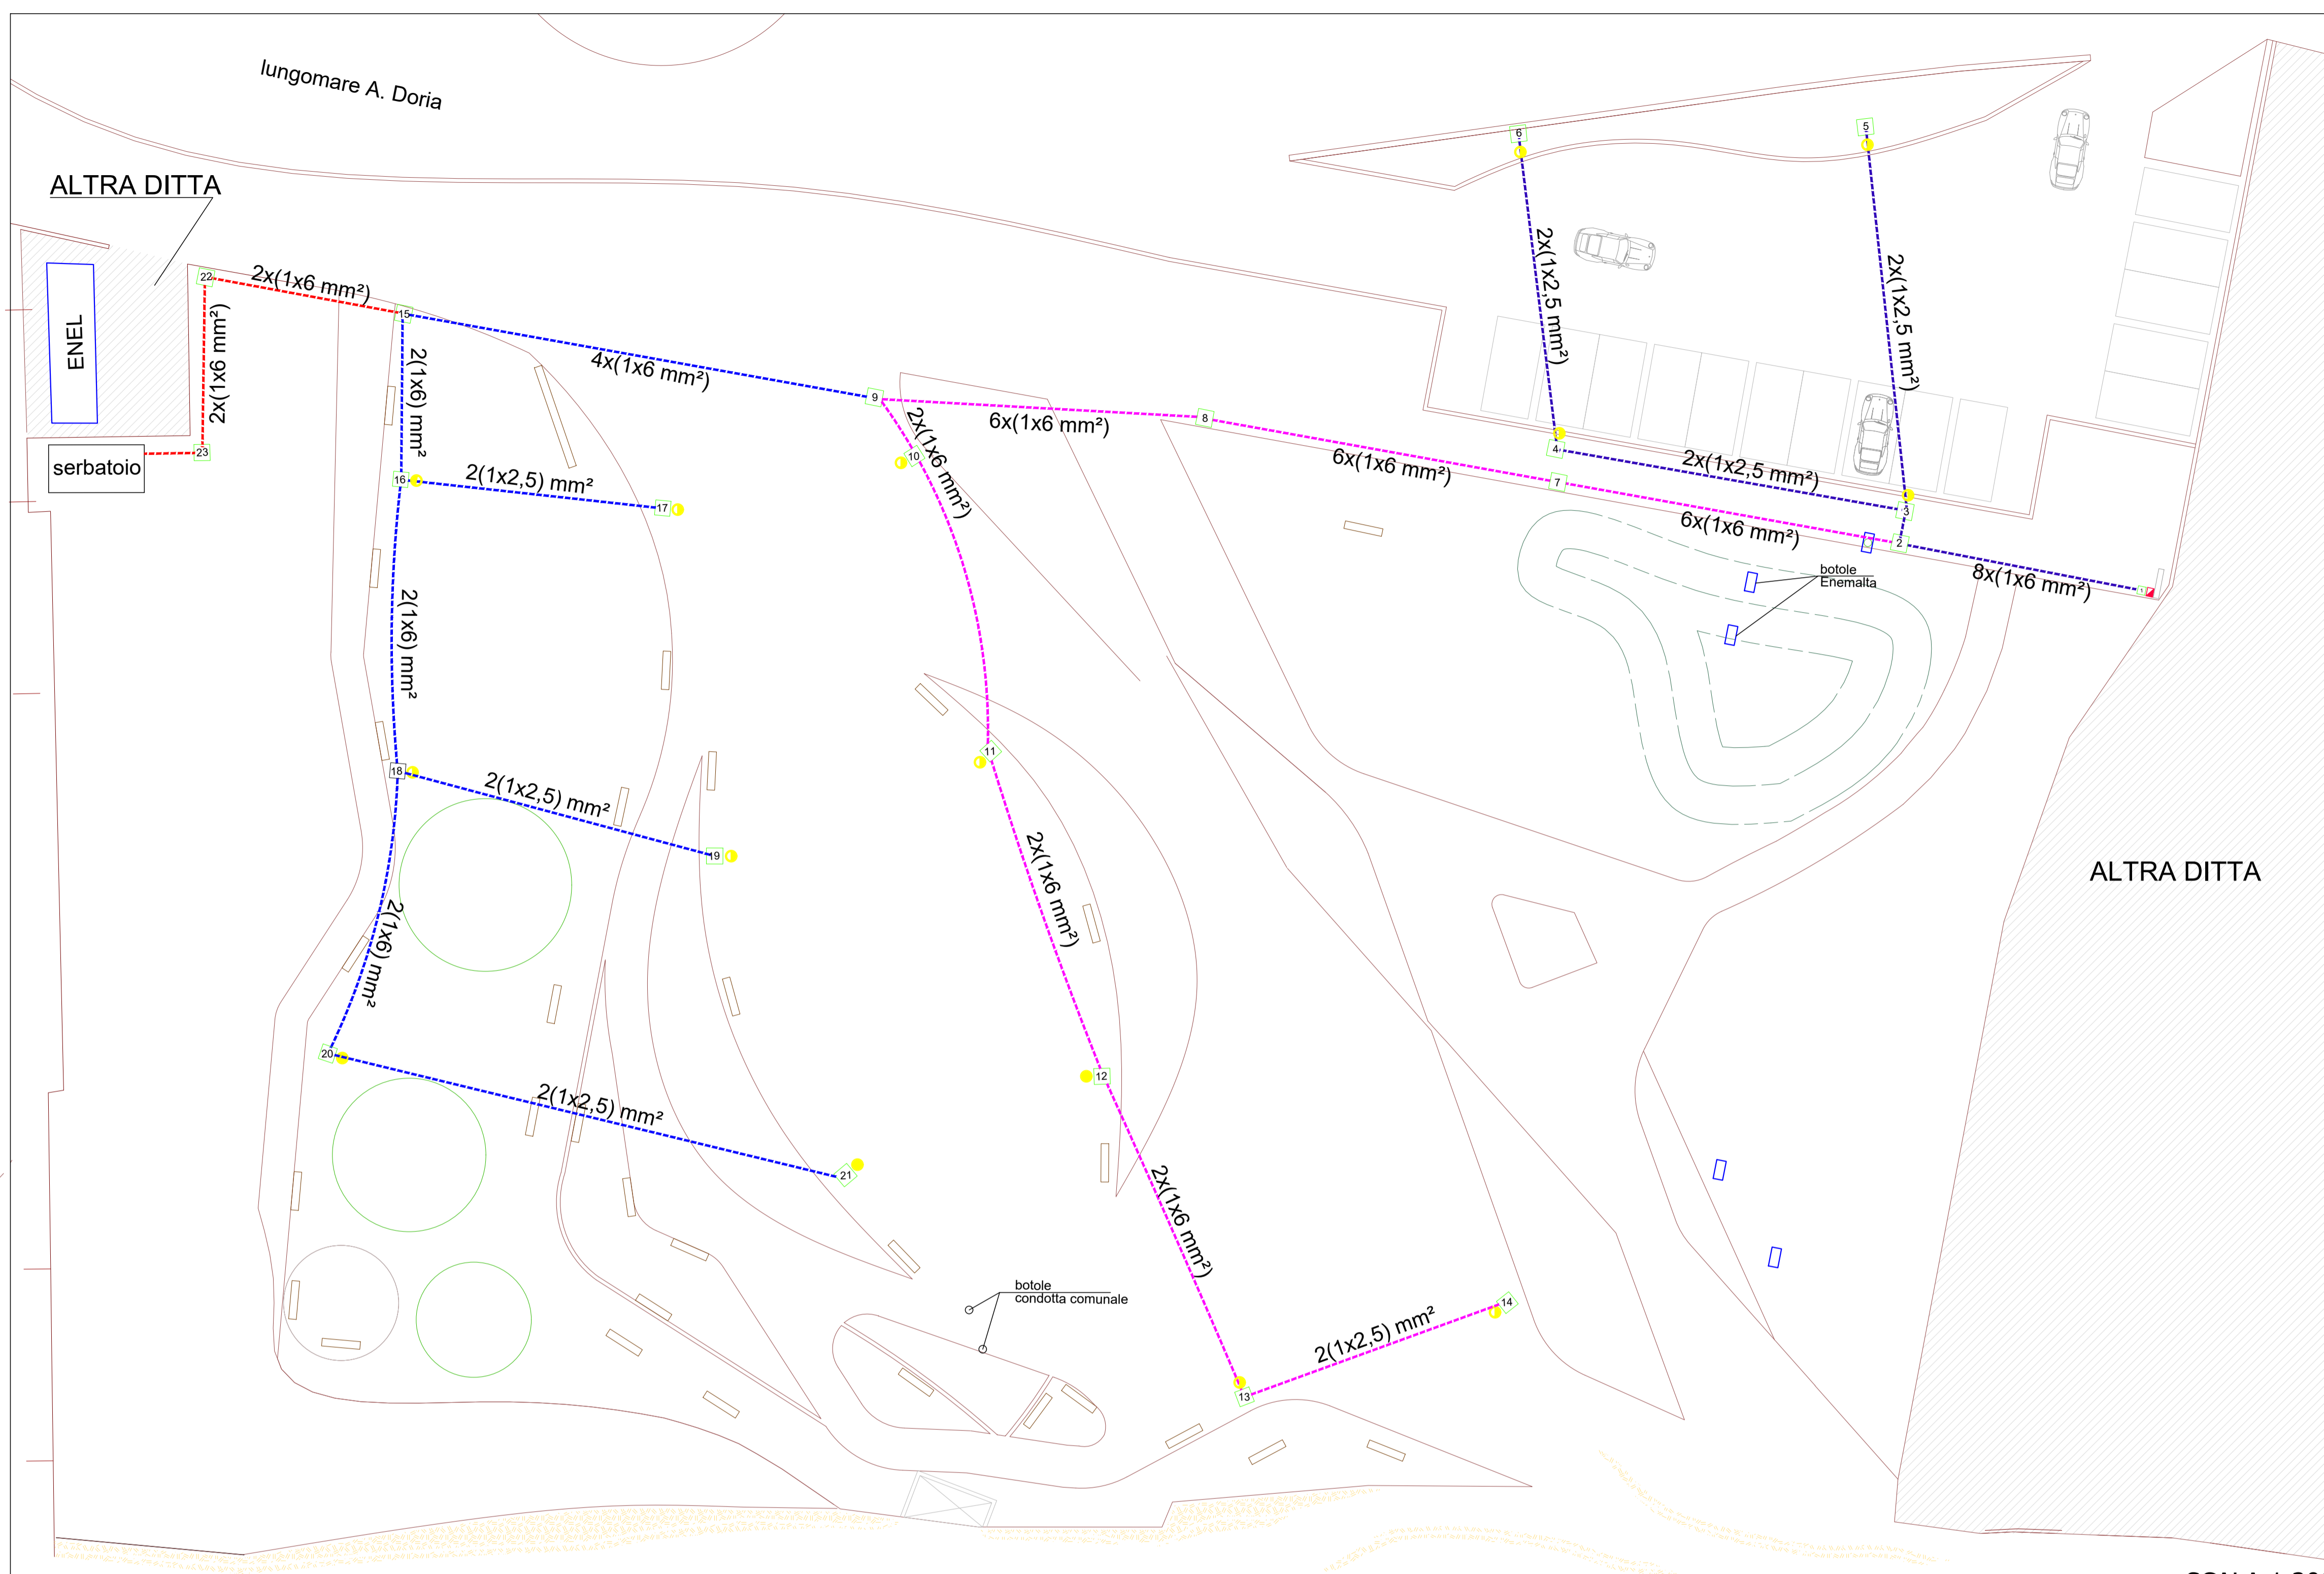 lungomare A. Doria
ALTRA DITTA
ENEL
serbatoio
22
2x(1x6 mm²)
2x(1x6 mm²)
23
15
4x(1x6 mm²)
2(1x6) mm²
16
2(1x2,5) mm²
17
2(1x6) mm²
18
2(1x2,5) mm²
19
2(1x6) mm²
20
2(1x2,5) mm²
21
9
6x(1x6 mm²)
8
2x(1x6 mm²)
10
11
2x(1x6 mm²)
12
2x(1x6 mm²)
13
2(1x2,5) mm²
14
botole
condotta comunale
6
5
2x(1x2,5 mm²)
2x(1x2,5 mm²)
4
2x(1x2,5 mm²)
3
6x(1x6 mm²)
7
6x(1x6 mm²)
2
8x(1x6 mm²)
1
botole
Enemalta
ALTRA DITTA